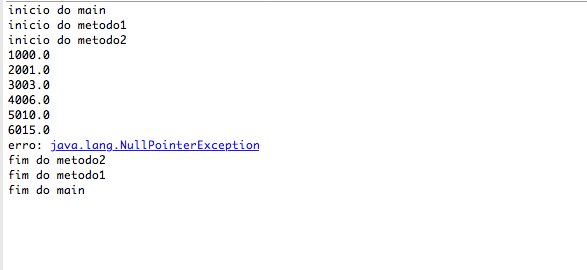 inicio do main
inicio do metodo1
inicio do metodo2
1000.0
2001.0
3003.0
4006.0
5010.0
6015.0
erro: java.lang.NullPointerException
fim do metodo2
fim do metodo1
fim do main